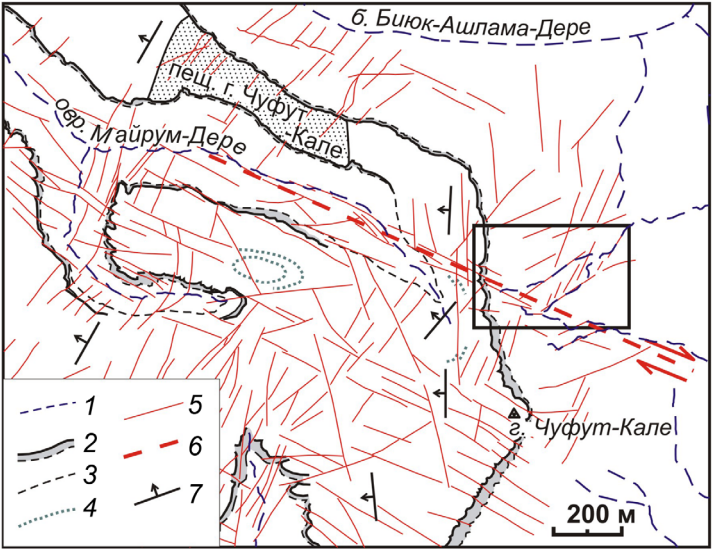 б. Биюк-Ашлама-Дере
пещ. г. Чуфут
-Кале
овр. Майрум-Дере
г. Чуфут-Кале
1
2
3
4
5
6
7
200 м